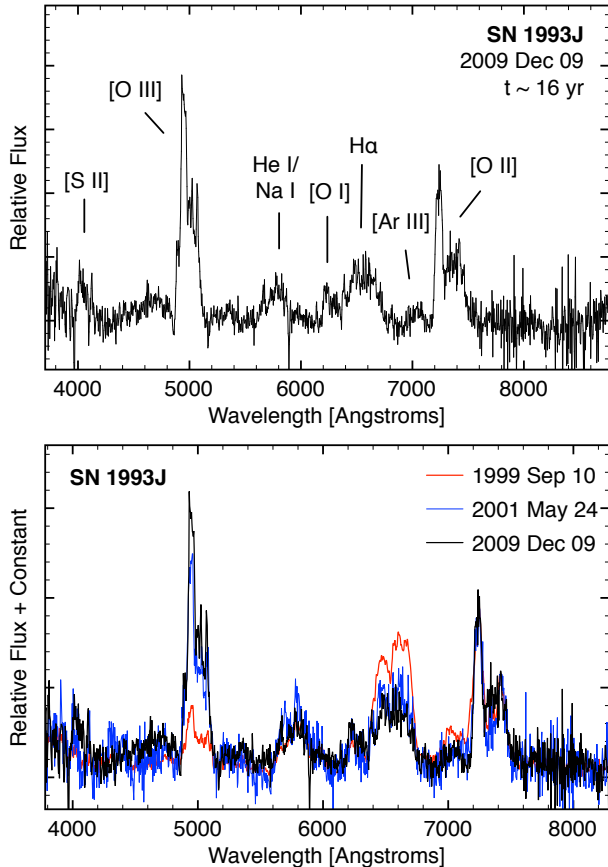 SN 1993J
2009 Dec 09
t ~ 16 yr
[O III]
[S II]
He I/
Na I
[O I]
Hα
[Ar III]
[O II]
Relative Flux
4000 5000 6000 7000 8000
Wavelength [Angstroms]
SN 1993J
1999 Sep 10
2001 May 24
2009 Dec 09
Relative Flux + Constant
4000 5000 6000 7000 8000
Wavelength [Angstroms]